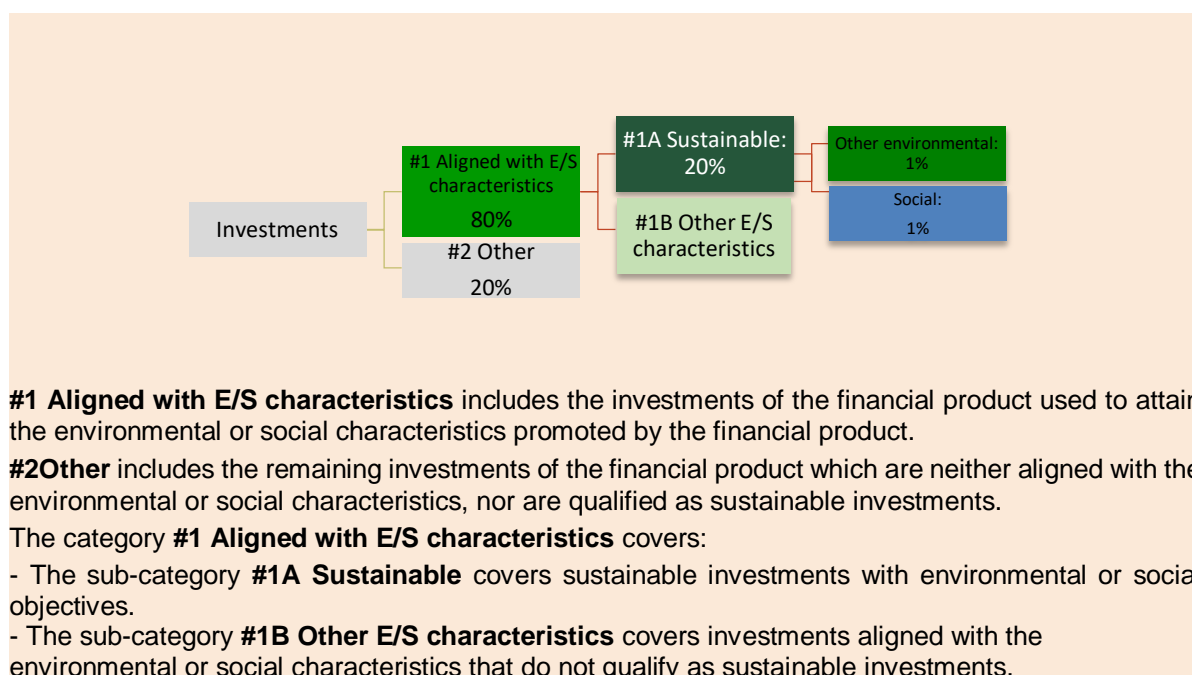 #1A Sustainable:
20%
Other environmental:
1%
#1 Aligned with E/S
characteristics
80%
Social:
1%
Investments
#1B Other E/S
characteristics
#2 Other
20%
#1 Aligned with E/S characteristics includes the investments of the financial product used to attain
the environmental or social characteristics promoted by the financial product.
#2Other includes the remaining investments of the financial product which are neither aligned with the
environmental or social characteristics, nor are qualified as sustainable investments.
The category #1 Aligned with E/S characteristics covers:
- The sub-category #1A Sustainable covers sustainable investments with environmental or social
objectives.
- The sub-category #1B Other E/S characteristics covers investments aligned with the
environmental or social characteristics that do not qualify as sustainable investments.